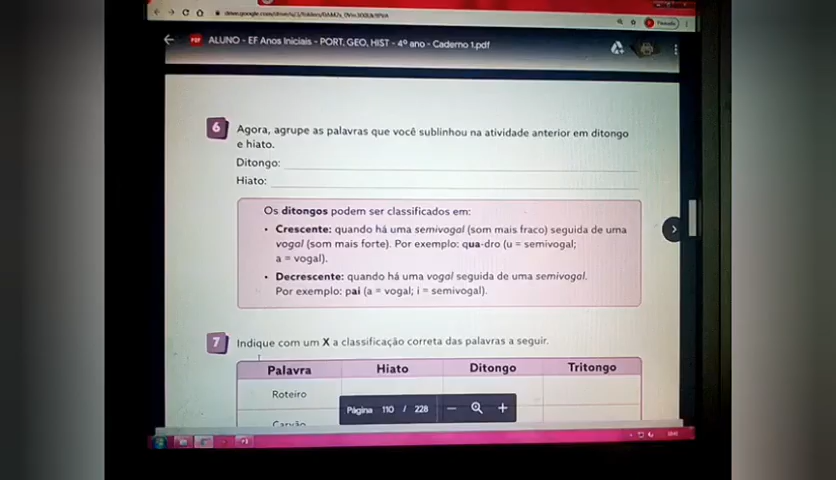 ALUNO - EF Anos Iniciais - PORT, GEO, HIST - 4º ano - Caderno 1.pdf
6 Agora, agrupe as palavras que você sublinhou na atividade anterior em ditongo
e hiato.
Ditongo:
Hiato:
Os ditongos podem ser classificados em:
• Crescente: quando há uma semivogal (som mais fraco) seguida de uma
vogal (som mais forte). Por exemplo: qua-dro (u = semivogal;
a = vogal).
• Decrescente: quando há uma vogal seguida de uma semivogal.
Por exemplo: pai (a = vogal; i = semivogal).
7 Indique com um X a classificação correta das palavras a seguir.
Palavra Hiato Ditongo Tritongo
Roteiro
Página 110 / 228
Carvão